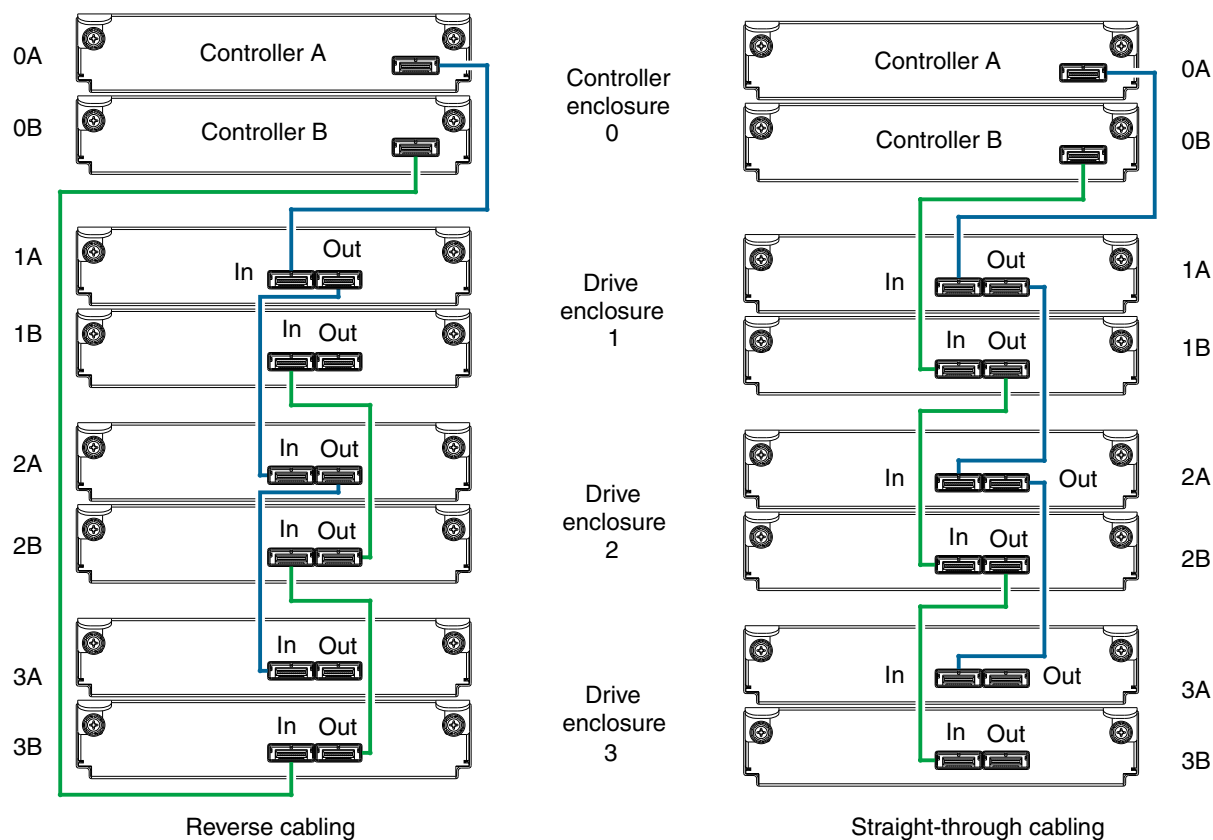 0A
Controller A
0B
Controller B
Controller
enclosure
0
Controller A
0A
Controller B
0B
1A
In
Out
1B
In Out
Drive
enclosure
1
In
Out
1A
In Out
1B
2A
In Out
2B
In Out
Drive
enclosure
2
In
Out
2A
In Out
2B
3A
In Out
3B
In Out
Drive
enclosure
3
In
Out
3A
In Out
3B
Reverse cabling
Straight-through cabling